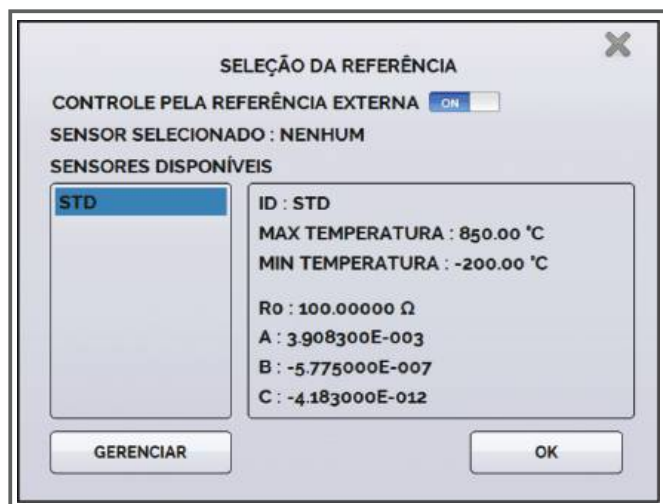 SELEÇÃO DA REFERÊNCIA
CONTROLE PELA REFERÊNCIA EXTERNA ON
SENSOR SELECIONADO : NENHUM
SENSORES DISPONÍVEIS
STD
ID : STD
MAX TEMPERATURA : 850.00 °C
MIN TEMPERATURA : -200.00 °C
R0 : 100.00000 Ω
A : 3.908300E-003
B : -5.775000E-007
C : -4.183000E-012
GERENCIAR
OK